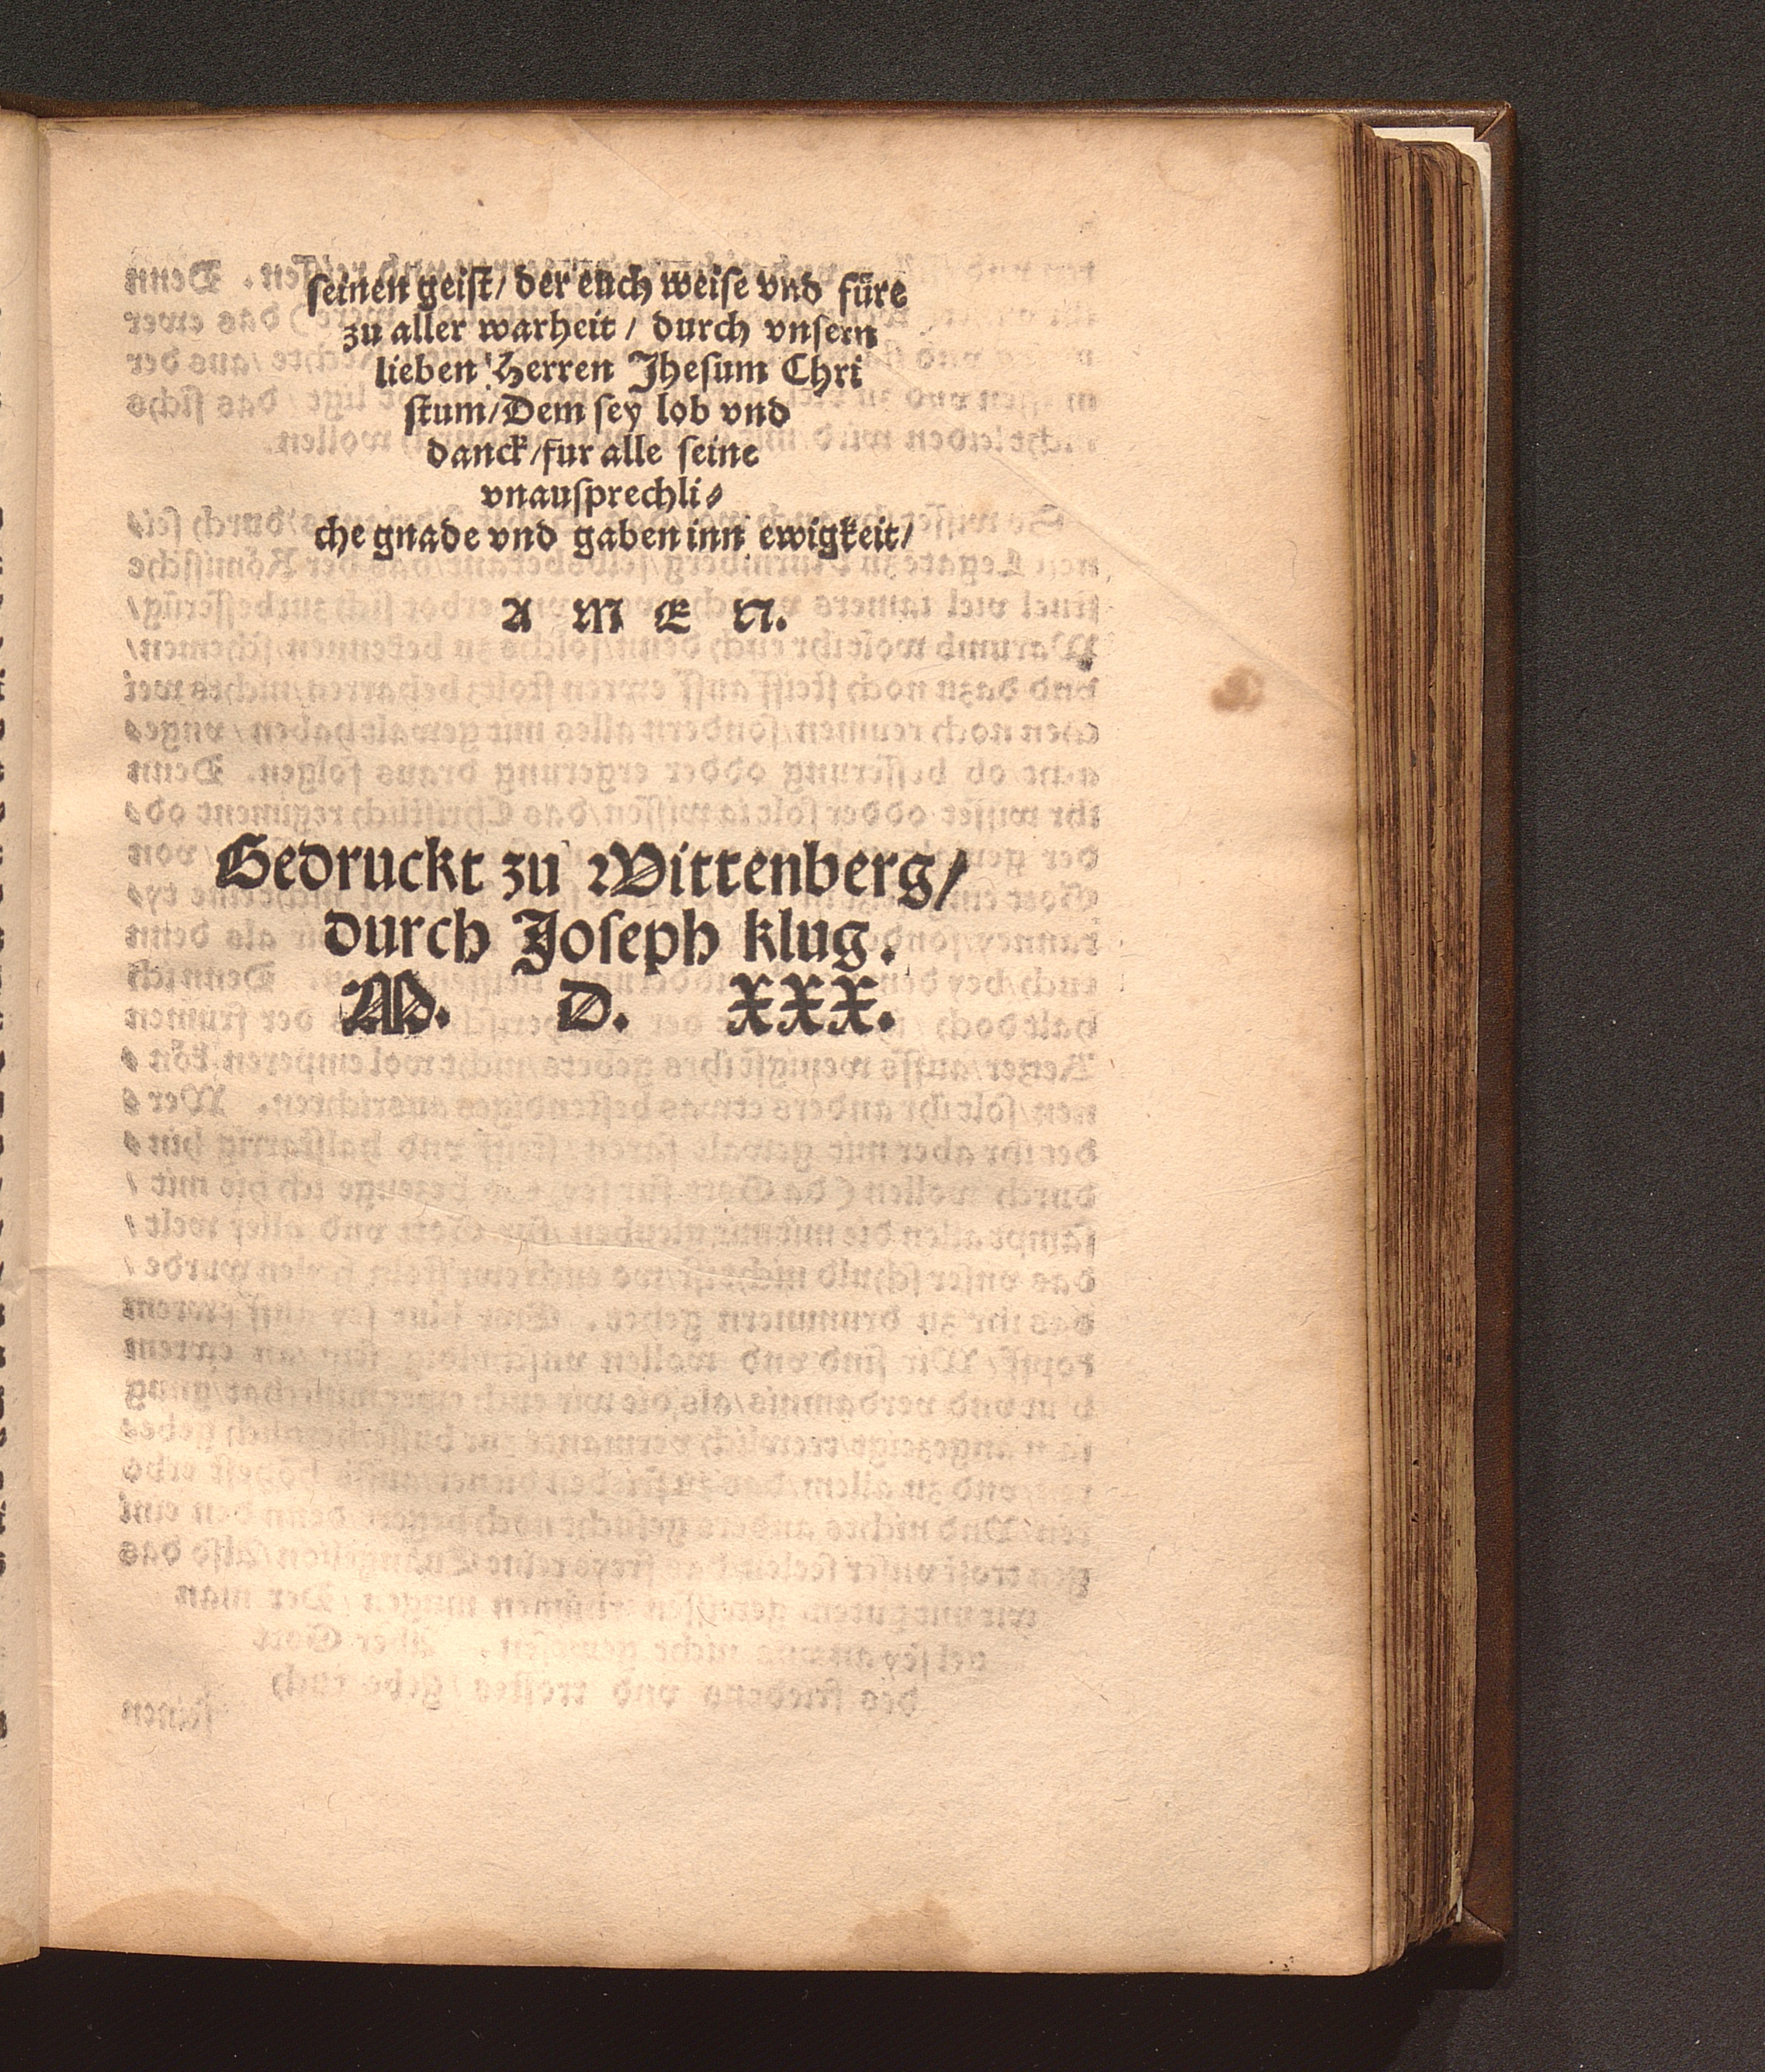 seinen geist/ der euch weise vnd füre
zu aller warheit / durch vnsern
lieben Herren Jhesum Chri
stum/Dem sey lob vnd
danck/fur alle seine
vnausprechli⸗
che gnade vnd gaben inn ewigkeit/
A M E N.
Gedruckt zu Wittenberg/
durch Joseph klug.
M. D. XXX.